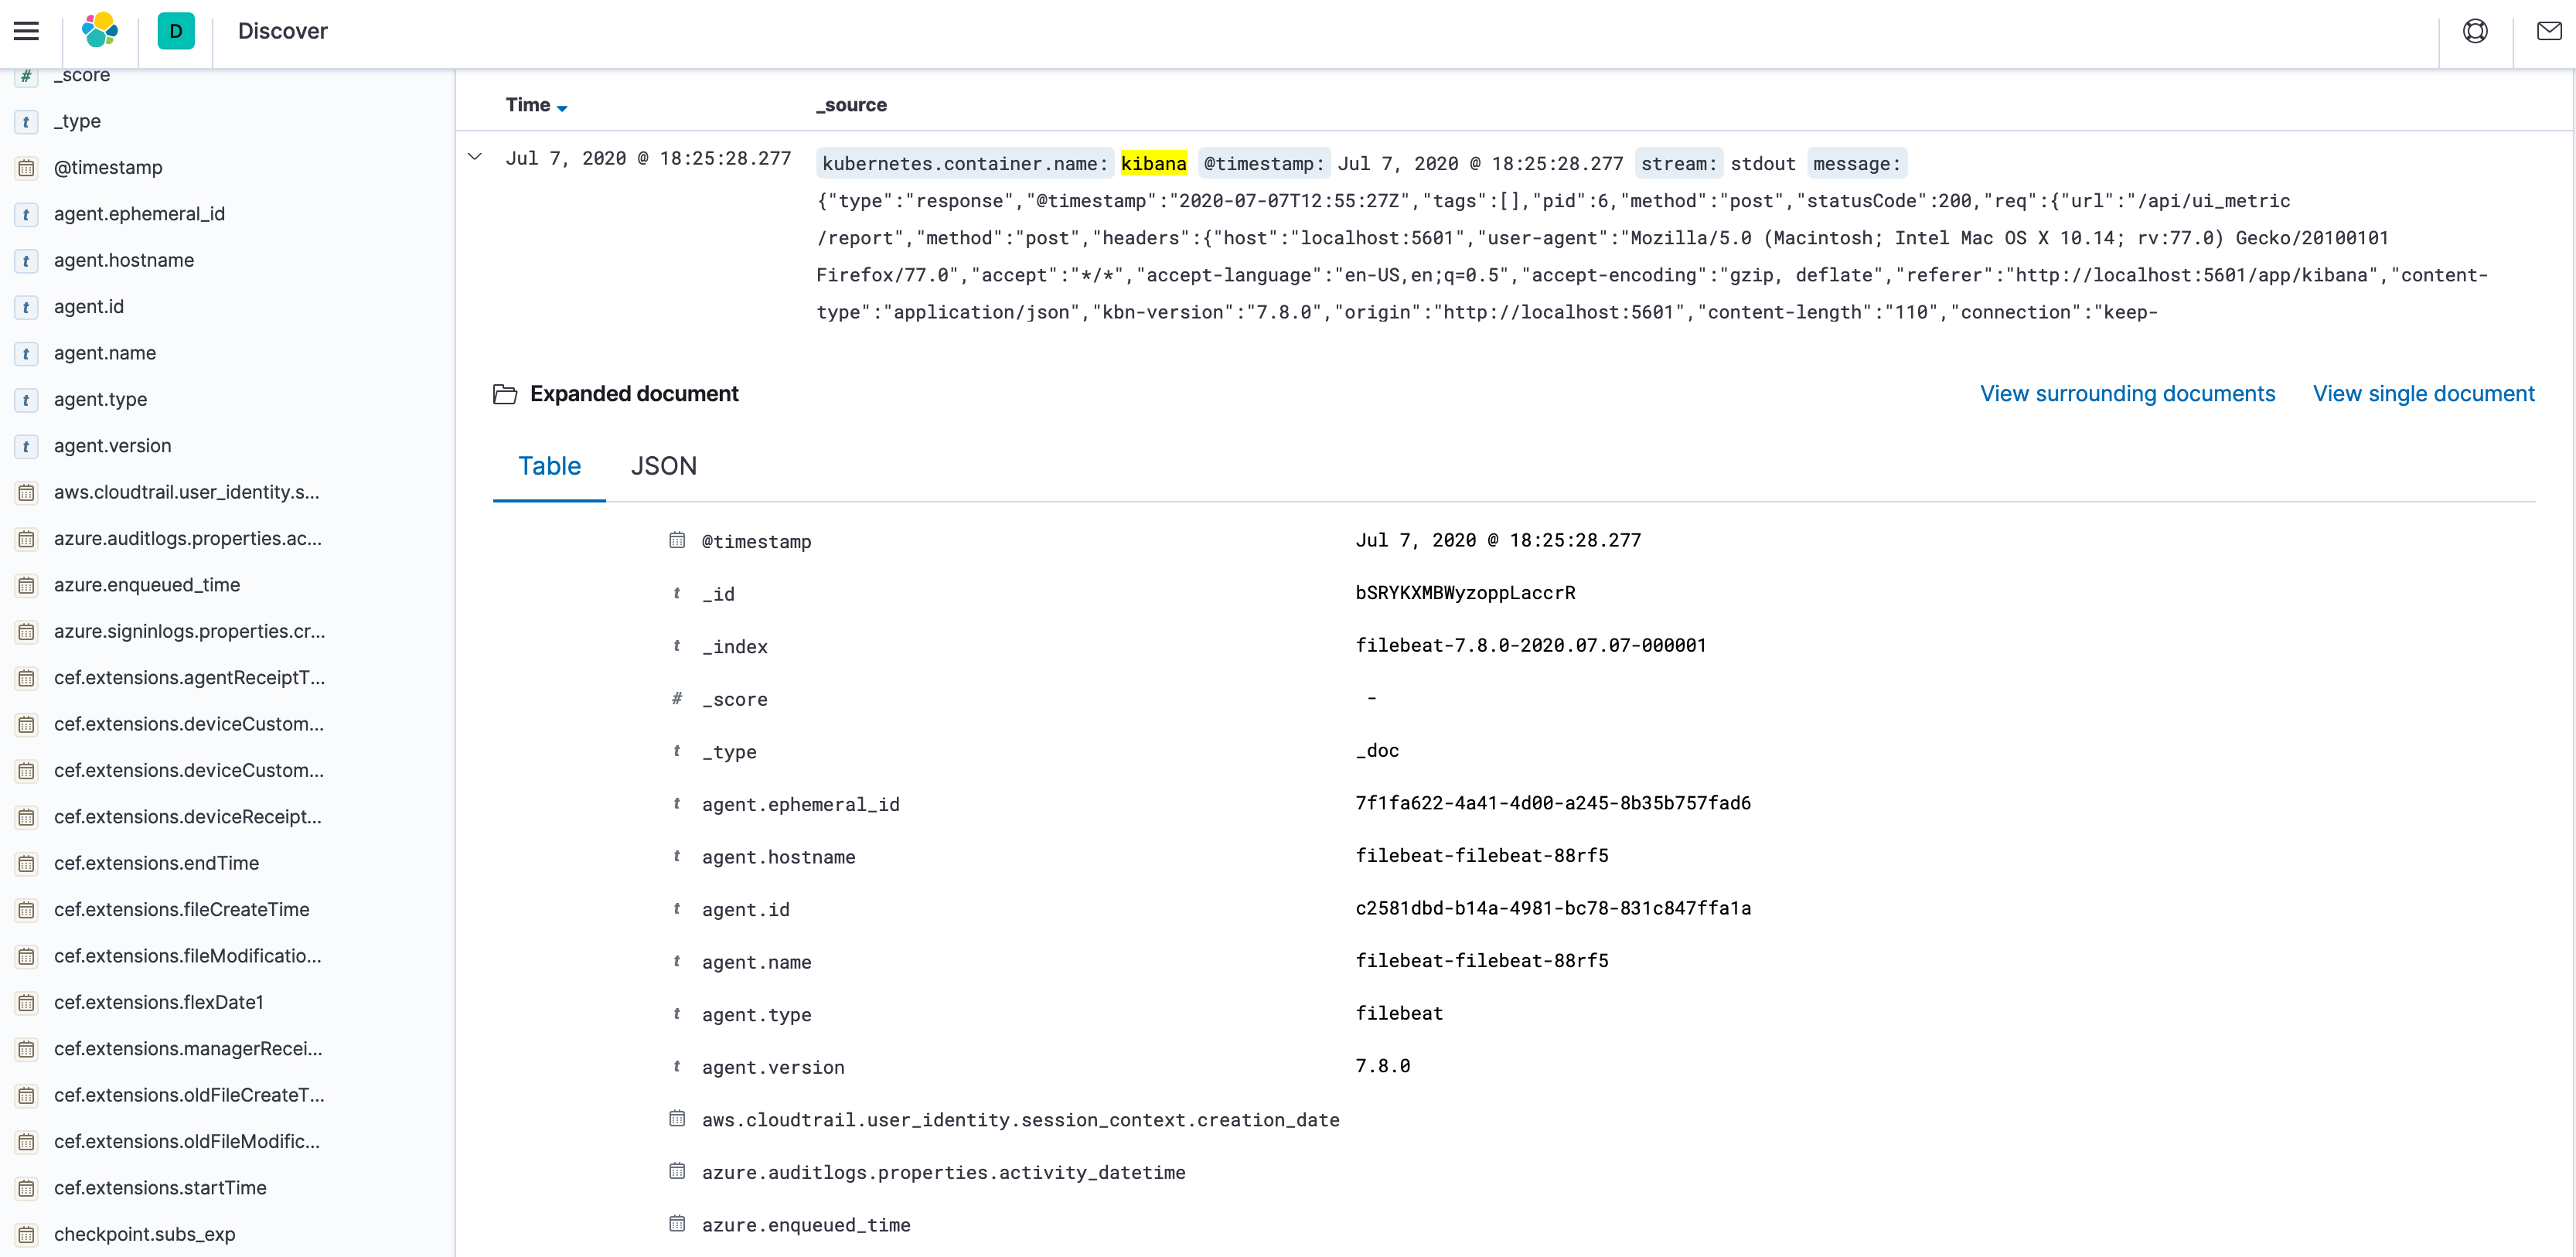 D
Discover
# _score
t _type
@timestamp
t agent.ephemeral_id
t agent.hostname
t agent.id
t agent.name
t agent.type
t agent.version
aws.cloudtrail.user_identity.s...
azure.auditlogs.properties.ac...
azure.enqueued_time
azure.signinlogs.properties.cr...
cef.extensions.agentReceiptT...
cef.extensions.deviceCustom...
cef.extensions.deviceCustom...
cef.extensions.deviceReceipt...
cef.extensions.endTime
cef.extensions.fileCreateTime
cef.extensions.fileModificatio...
cef.extensions.flexDate1
cef.extensions.managerRecei...
cef.extensions.oldFileCreateT...
cef.extensions.oldFileModific...
cef.extensions.startTime
checkpoint.subs_exp
Time _source
Jul 7, 2020 @ 18:25:28.277 kubernetes.container.name: kibana @timestamp: Jul 7, 2020 @ 18:25:28.277 stream: stdout message:
{"type":"response","@timestamp":"2020-07-07T12:55:27Z","tags":[],"pid":6,"method":"post","statusCode":200,"req":{"url":"/api/ui_metric
/report","method":"post","headers":{"host":"localhost:5601","user-agent":"Mozilla/5.0 (Macintosh; Intel Mac OS X 10.14; rv:77.0) Gecko/20100101
Firefox/77.0","accept":"*/*","accept-language":"en-US,en;q=0.5","accept-encoding":"gzip, deflate","referer":"http://localhost:5601/app/kibana","content-
type":"application/json","kbn-version":"7.8.0","origin":"http://localhost:5601","content-length":"110","connection":"keep-
Expanded document View surrounding documents View single document
Table JSON
@timestamp Jul 7, 2020 @ 18:25:28.277
t _id bSRYKXMBWyzoppLaccrR
t _index filebeat-7.8.0-2020.07.07-000001
# _score -
t _type _doc
t agent.ephemeral_id 7f1fa622-4a41-4d00-a245-8b35b757fad6
t agent.hostname filebeat-filebeat-88rf5
t agent.id c2581dbd-b14a-4981-bc78-831c847ffa1a
t agent.name filebeat-filebeat-88rf5
t agent.type filebeat
t agent.version 7.8.0
aws.cloudtrail.user_identity.session_context.creation_date
azure.auditlogs.properties.activity_datetime
azure.enqueued_time